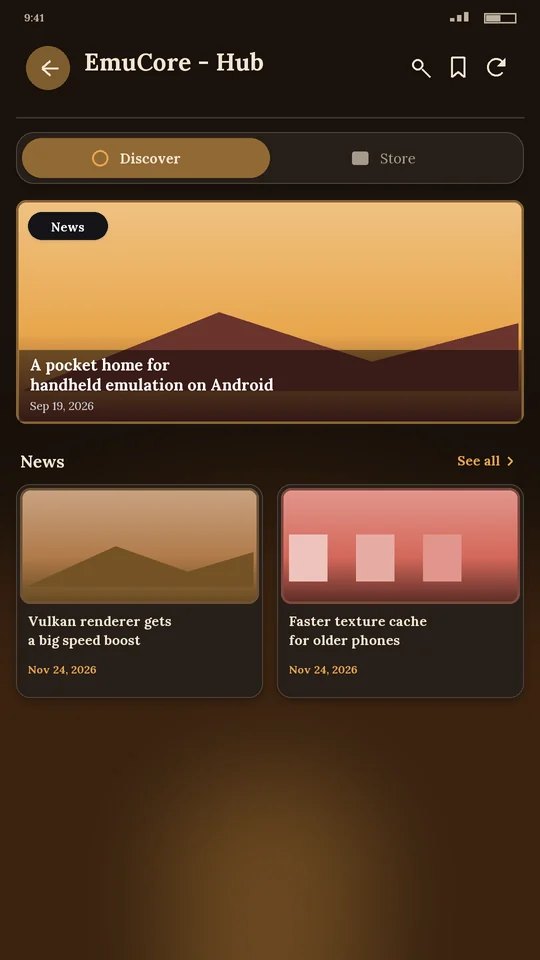 9:41
EmuCore - Hub
Discover
Store
News
A pocket home for
handheld emulation on Android
Sep 19, 2026
News
See all
Vulkan renderer gets
a big speed boost
Nov 24, 2026
Faster texture cache
for older phones
Nov 24, 2026